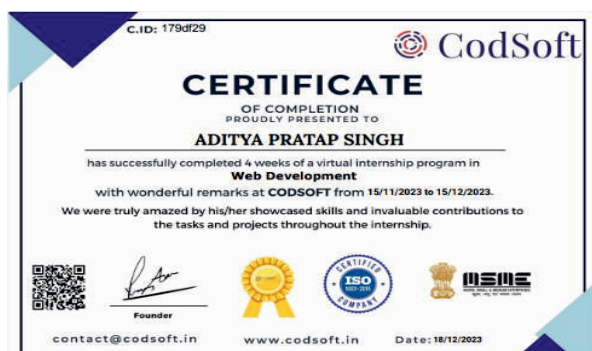 C.ID: 179df29
CodSoft
CERTIFICATE
OF COMPLETION
PROUDLY PRESENTED TO
ADITYA PRATAP SINGH
has successfully completed 4 weeks of a virtual internship program in
Web Development
with wonderful remarks at CODSOFT from 15/11/2023 to 15/12/2023.
We were truly amazed by his/her showcased skills and invaluable contributions to
the tasks and projects throughout the internship.
CERTIFIED
ISO
9001:2015
COMPANY
MSME
Founder
contact@codsoft.in
www.codsoft.in
Date: 18/12/2023